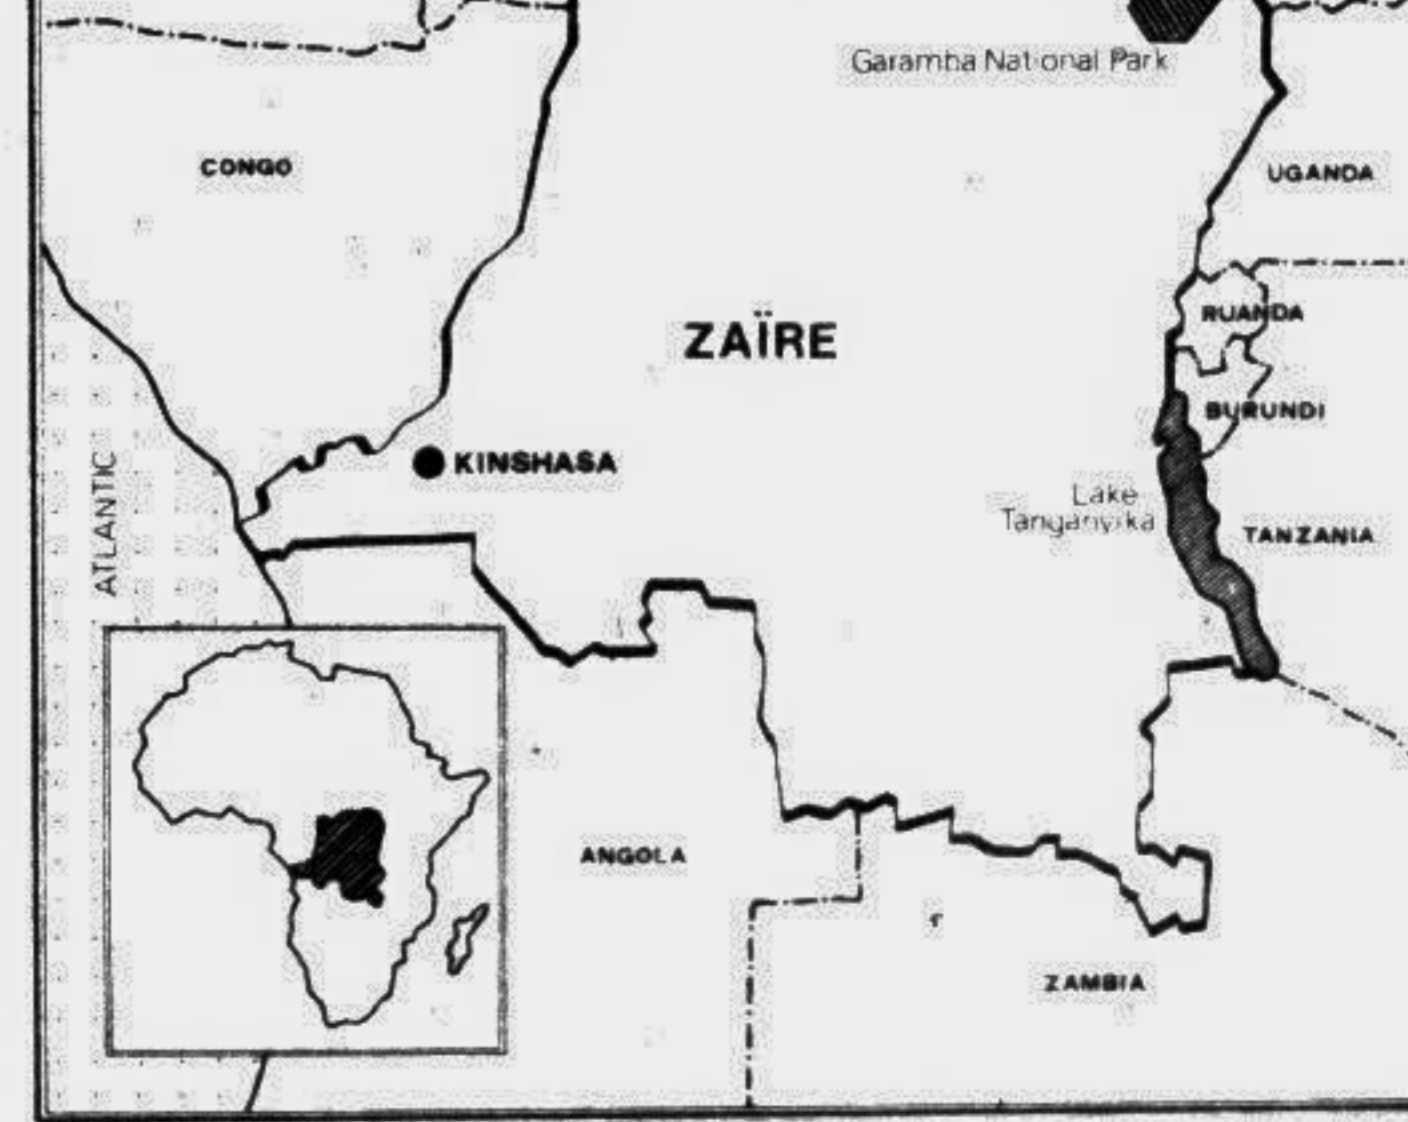 Garamba National Park
CONGO
UGANDA
RUANDA
ZAÏRE
BURUNDI
KINSHASA
ATLANTIC
Lake
Tanganyika
TANZANIA
ANGOLA
ZAMBIA